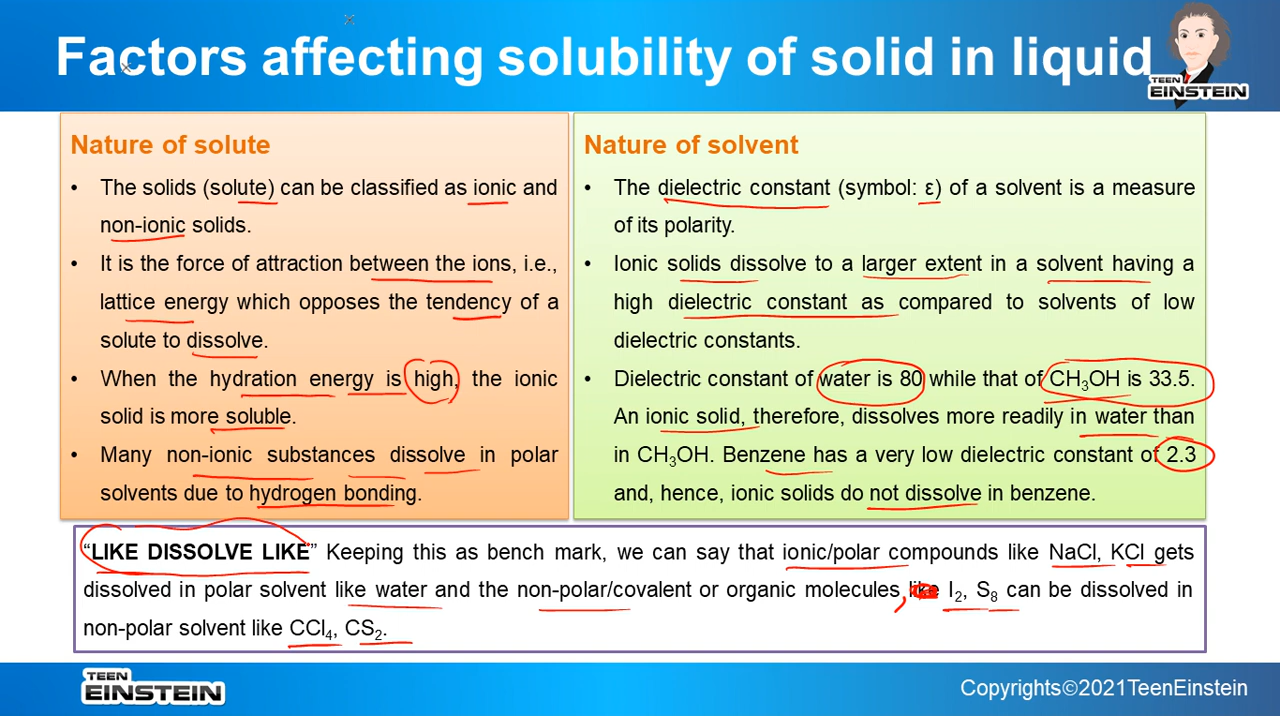 Factors affecting solubility of solid in liquid
TEEN
EINSTEIN
Nature of solute
• The solids (solute) can be classified as ionic and
non-ionic solids.
• It is the force of attraction between the ions, i.e.,
lattice energy which opposes the tendency of a
solute to dissolve.
• When the hydration energy is high, the ionic
solid is more soluble.
• Many non-ionic substances dissolve in polar
solvents due to hydrogen bonding.
Nature of solvent
• The dielectric constant (symbol: ε) of a solvent is a measure
of its polarity.
• Ionic solids dissolve to a larger extent in a solvent having a
high dielectric constant as compared to solvents of low
dielectric constants.
• Dielectric constant of water is 80 while that of CH₃OH is 33.5.
An ionic solid, therefore, dissolves more readily in water than
in CH₃OH. Benzene has a very low dielectric constant of 2.3
and, hence, ionic solids do not dissolve in benzene.
“LIKE DISSOLVE LIKE” Keeping this as bench mark, we can say that ionic/polar compounds like NaCl, KCl gets
dissolved in polar solvent like water and the non-polar/covalent or organic molecules, like I₂, S₈ can be dissolved in
non-polar solvent like CCl₄, CS₂.
TEEN
EINSTEIN
Copyrights©2021TeenEinstein